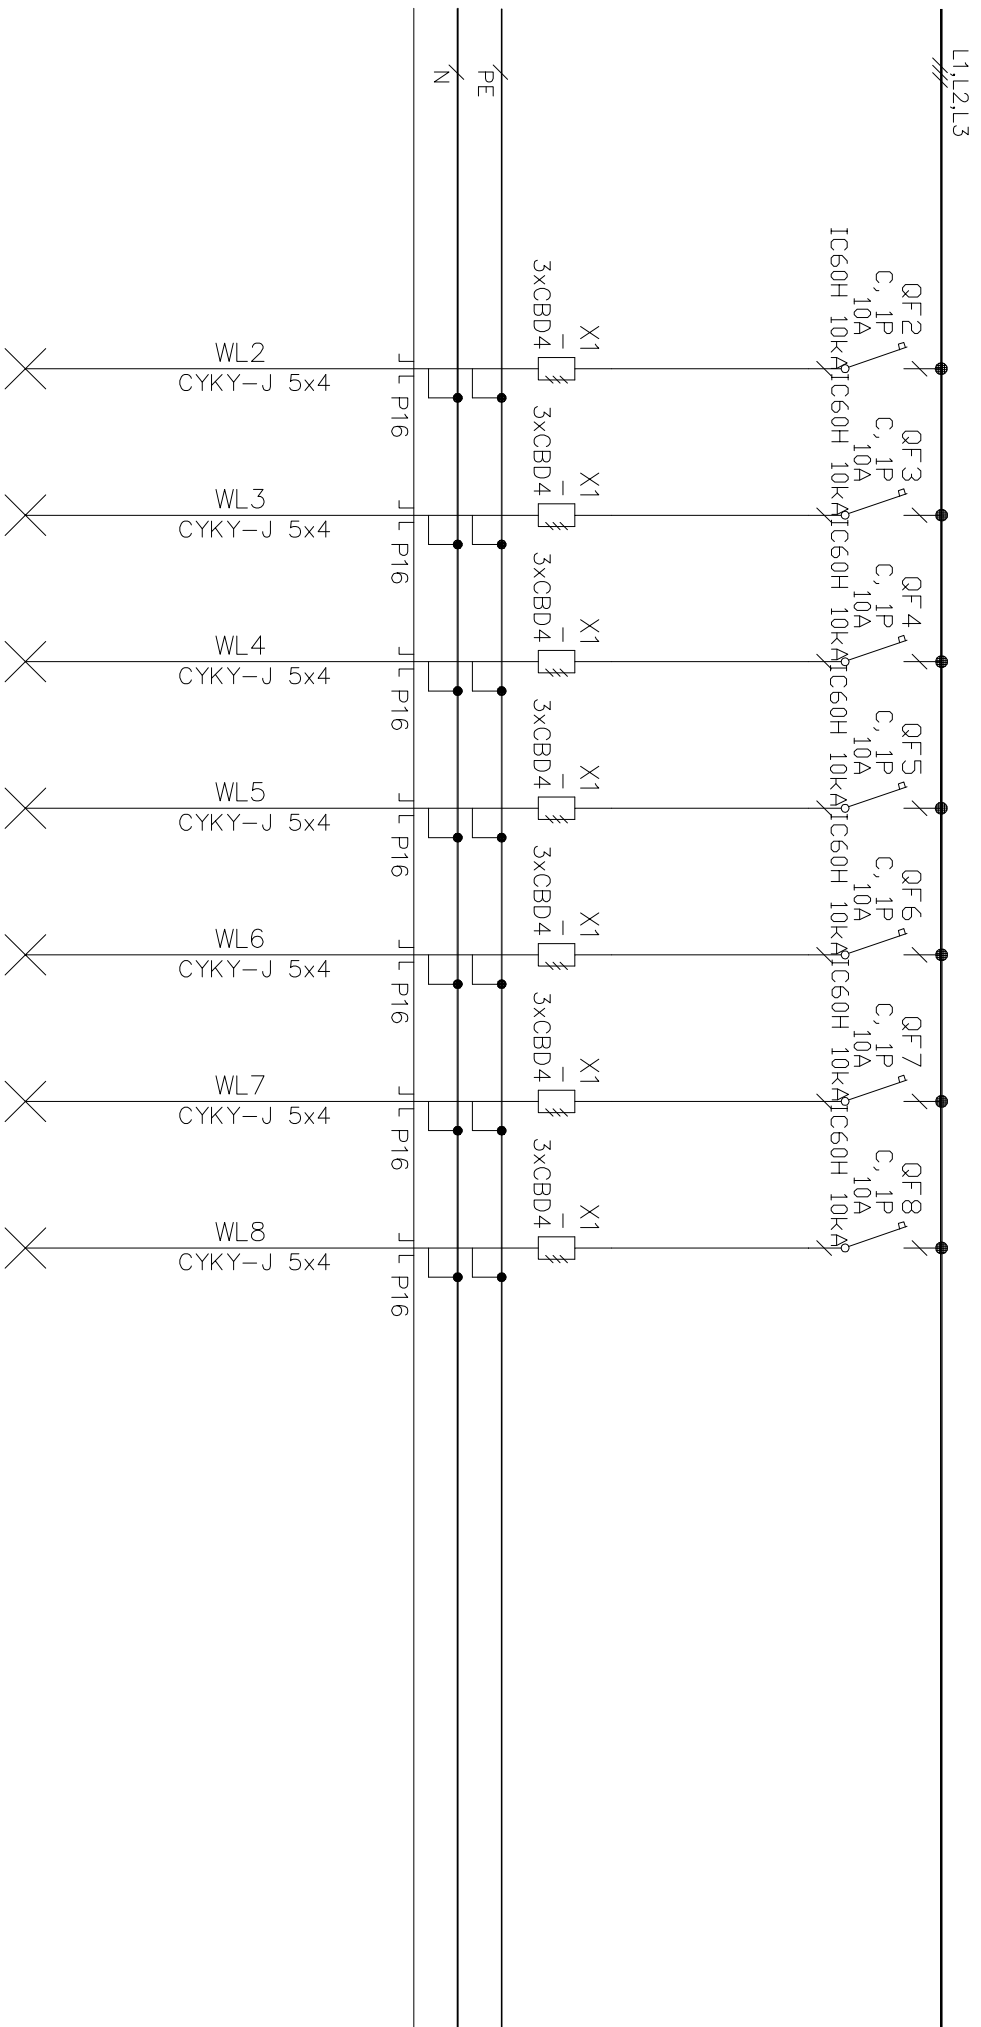 L1,L2,L3
PE
N
QF2
C, 1P
10A
IC60H 10kA
X1
-
3xCBD4
WL2
CYKY-J 5x4
P16
QF3
C, 1P
10A
IC60H 10kA
X1
-
3xCBD4
WL3
CYKY-J 5x4
P16
QF4
C, 1P
10A
IC60H 10kA
X1
-
3xCBD4
WL4
CYKY-J 5x4
P16
QF5
C, 1P
10A
IC60H 10kA
X1
-
3xCBD4
WL5
CYKY-J 5x4
P16
QF6
C, 1P
10A
IC60H 10kA
X1
-
3xCBD4
WL6
CYKY-J 5x4
P16
QF7
C, 1P
10A
IC60H 10kA
X1
-
3xCBD4
WL7
CYKY-J 5x4
P16
QF8
C, 1P
10A
IC60H 10kA
X1
-
3xCBD4
WL8
CYKY-J 5x4
P16